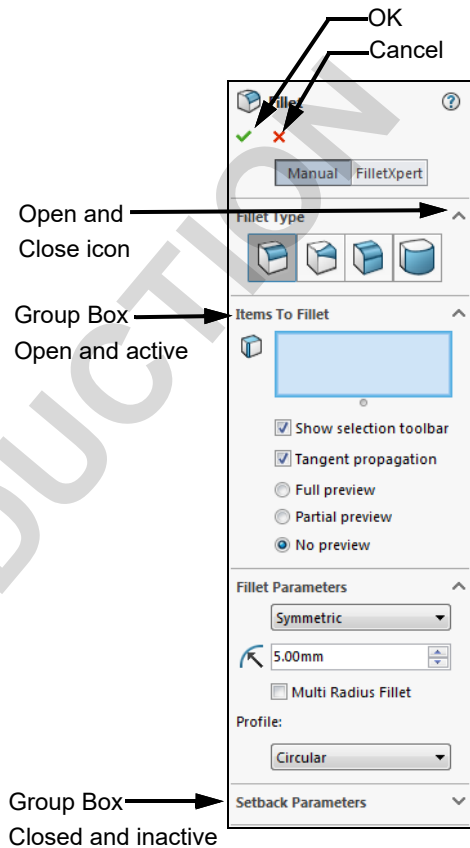 OK
Cancel
Fillet
Manual FilletXpert
Open and
Close icon
Fillet Type
Group Box
Open and active
Items To Fillet
Show selection toolbar
Tangent propagation
Full preview
Partial preview
No preview
Fillet Parameters
Symmetric
5.00mm
Multi Radius Fillet
Profile:
Circular
Group Box
Closed and inactive
Setback Parameters
DUCTION